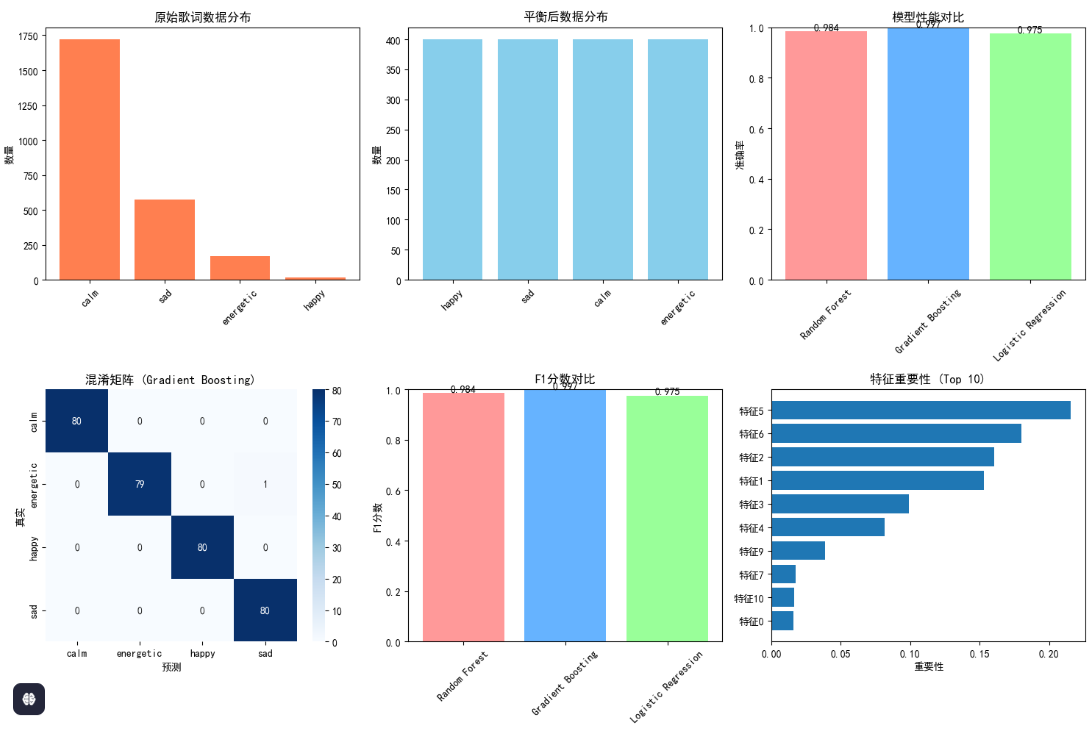 原始歌词数据分布
数量
1750
1500
1250
1000
750
500
250
0
calm
sad
energetic
happy
平衡后数据分布
数量
400
350
300
250
200
150
100
50
0
happy
sad
calm
energetic
模型性能对比
准确率
1.0
0.8
0.6
0.4
0.2
0.0
0.984
0.997
0.975
Random Forest
Gradient Boosting
Logistic Regression
混淆矩阵 (Gradient Boosting)
真实
calm
80 0 0 0
energetic
0 79 0 1
happy
0 0 80 0
sad
0 0 0 80
calm energetic happy sad
预测
80
70
60
50
40
30
20
10
0
F1分数对比
F1分数
1.0
0.8
0.6
0.4
0.2
0.0
0.984
0.997
0.975
Random Forest
Gradient Boosting
Logistic Regression
特征重要性 (Top 10)
特征5
特征6
特征2
特征1
特征3
特征4
特征9
特征7
特征10
特征0
0.00 0.05 0.10 0.15 0.20
重要性